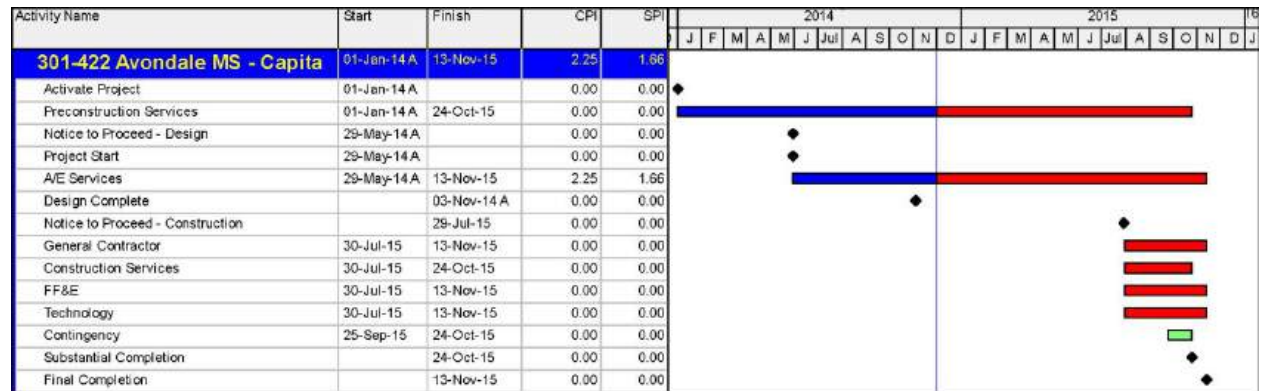 Activity Name Start Finish CPI SPI 2014 2015 16
J F M A M J Jul A S O N D J F M A M J Jul A S O N D J
301-422 Avondale MS - Capita 01-Jan-14 A 13-Nov-15 2.25 1.66
Activate Project 01-Jan-14 A 0.00 0.00
Preconstruction Services 01-Jan-14 A 24-Oct-15 0.00 0.00
Notice to Proceed - Design 29-May-14 A 0.00 0.00
Project Start 29-May-14 A 0.00 0.00
A/E Services 29-May-14 A 13-Nov-15 2.25 1.66
Design Complete 03-Nov-14 A 0.00 0.00
Notice to Proceed - Construction 29-Jul-15 0.00 0.00
General Contractor 30-Jul-15 13-Nov-15 0.00 0.00
Construction Services 30-Jul-15 24-Oct-15 0.00 0.00
FF&E 30-Jul-15 13-Nov-15 0.00 0.00
Technology 30-Jul-15 13-Nov-15 0.00 0.00
Contingency 25-Sep-15 24-Oct-15 0.00 0.00
Substantial Completion 24-Oct-15 0.00 0.00
Final Completion 13-Nov-15 0.00 0.00